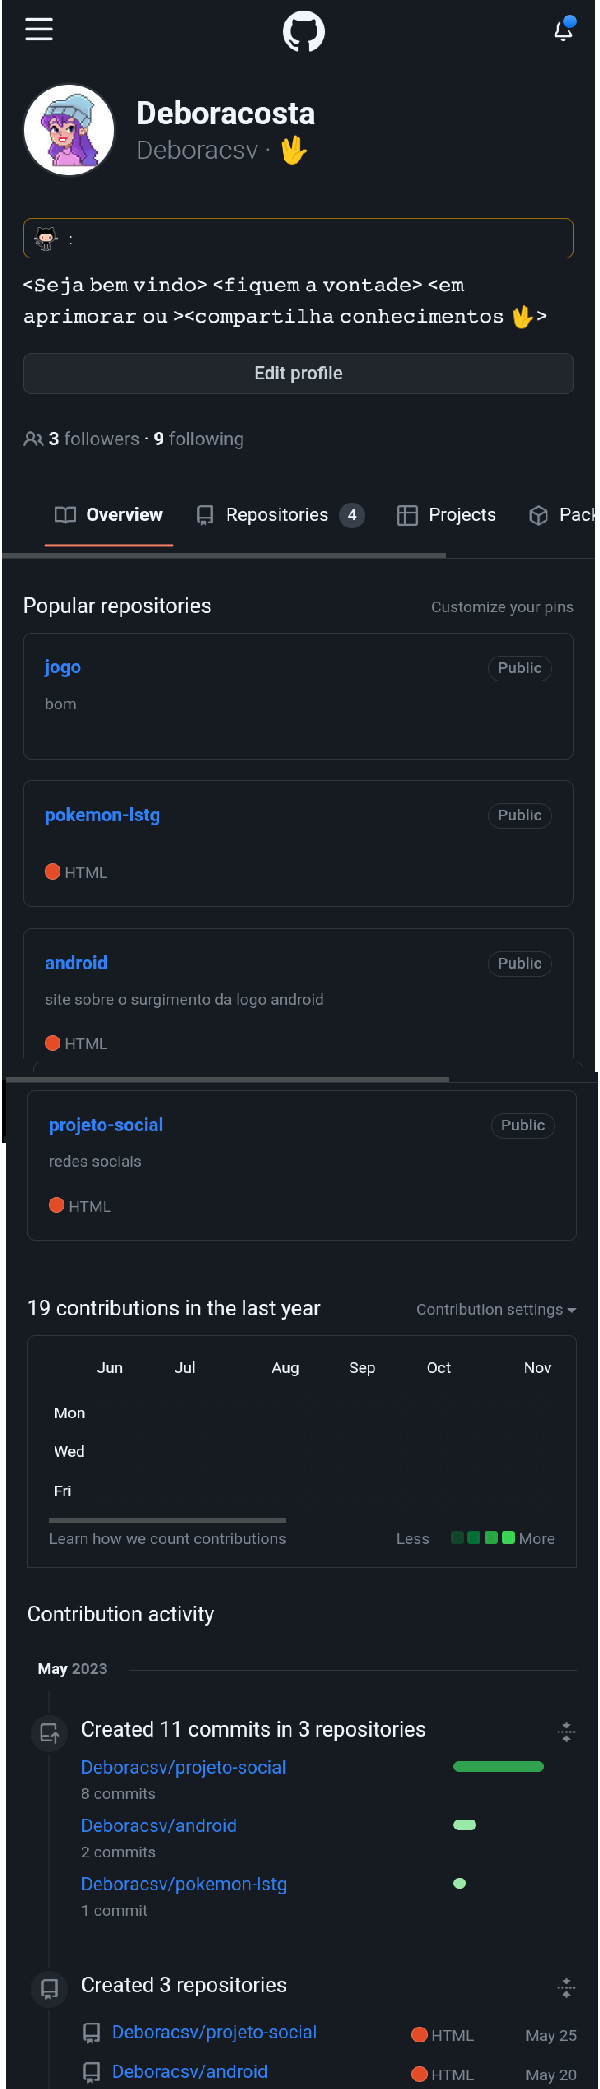 Deboracosta
Deboracsv · 🖖
:
<Seja bem vindo> <fiquem a vontade> <em
aprimorar ou ><compartilha conhecimentos 🖖>
Edit profile
3 followers · 9 following
Overview Repositories 4 Projects Pack
Popular repositories Customize your pins
jogo Public
bom
pokemon-lstg Public
HTML
android Public
site sobre o surgimento da logo android
HTML
projeto-social Public
redes sociais
HTML
19 contributions in the last year Contribution settings
Jun Jul Aug Sep Oct Nov
Mon
Wed
Fri
Learn how we count contributions Less More
Contribution activity
May 2023
Created 11 commits in 3 repositories
Deboracsv/projeto-social
8 commits
Deboracsv/android
2 commits
Deboracsv/pokemon-lstg
1 commit
Created 3 repositories
Deboracsv/projeto-social HTML May 25
Deboracsv/android HTML May 20